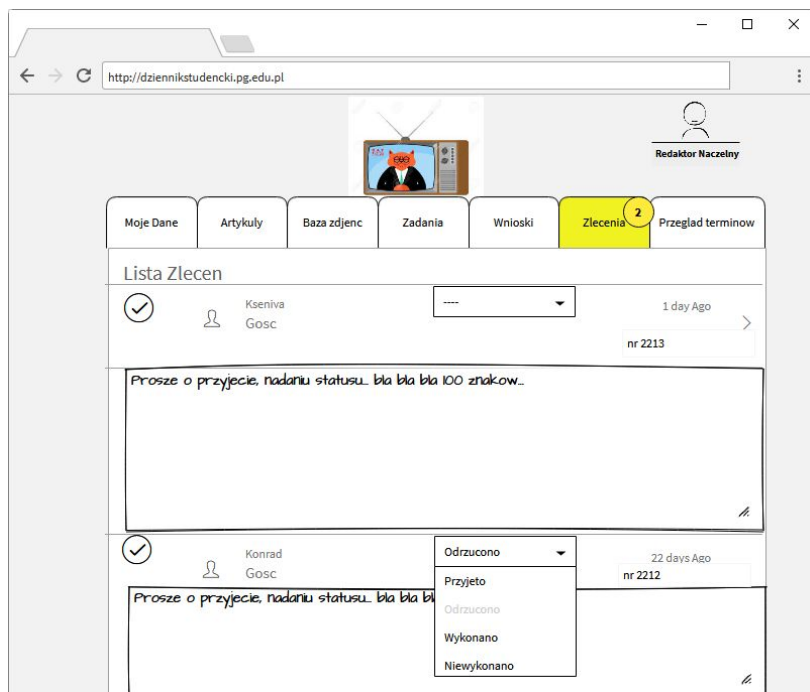 http://dziennikstudencki.pg.edu.pl
Redaktor Naczelny
Moje Dane
Artykuly
Baza zdjenc
Zadania
Wnioski
Zlecenia
2
Przeglad terminow
Lista Zlecen
Kseniva
Gosc
----
1 day Ago
nr 2213
Prosze o przyjecie, nadaniu statusu... bla bla bla 100 znakow...
Konrad
Gosc
Odrzucono
22 days Ago
nr 2212
Prosze o przyjecie, nadaniu statusu... bla bla
Przyjeto
Odrzucono
Wykonano
Niewykonano